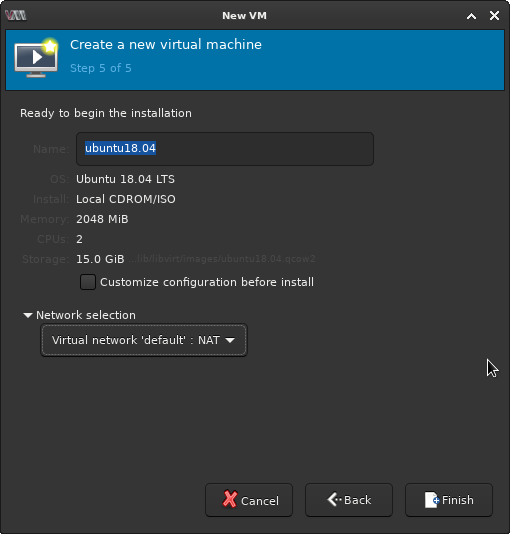 New VM
Create a new virtual machine
Step 5 of 5
Ready to begin the installation
Name: ubuntu18.04
OS: Ubuntu 18.04 LTS
Install: Local CDROM/ISO
Memory: 2048 MiB
CPUs: 2
Storage: 15.0 GiB ...lib/libvirt/images/ubuntu18.04.qcow2
Customize configuration before install
Network selection
Virtual network 'default' : NAT
Cancel Back Finish